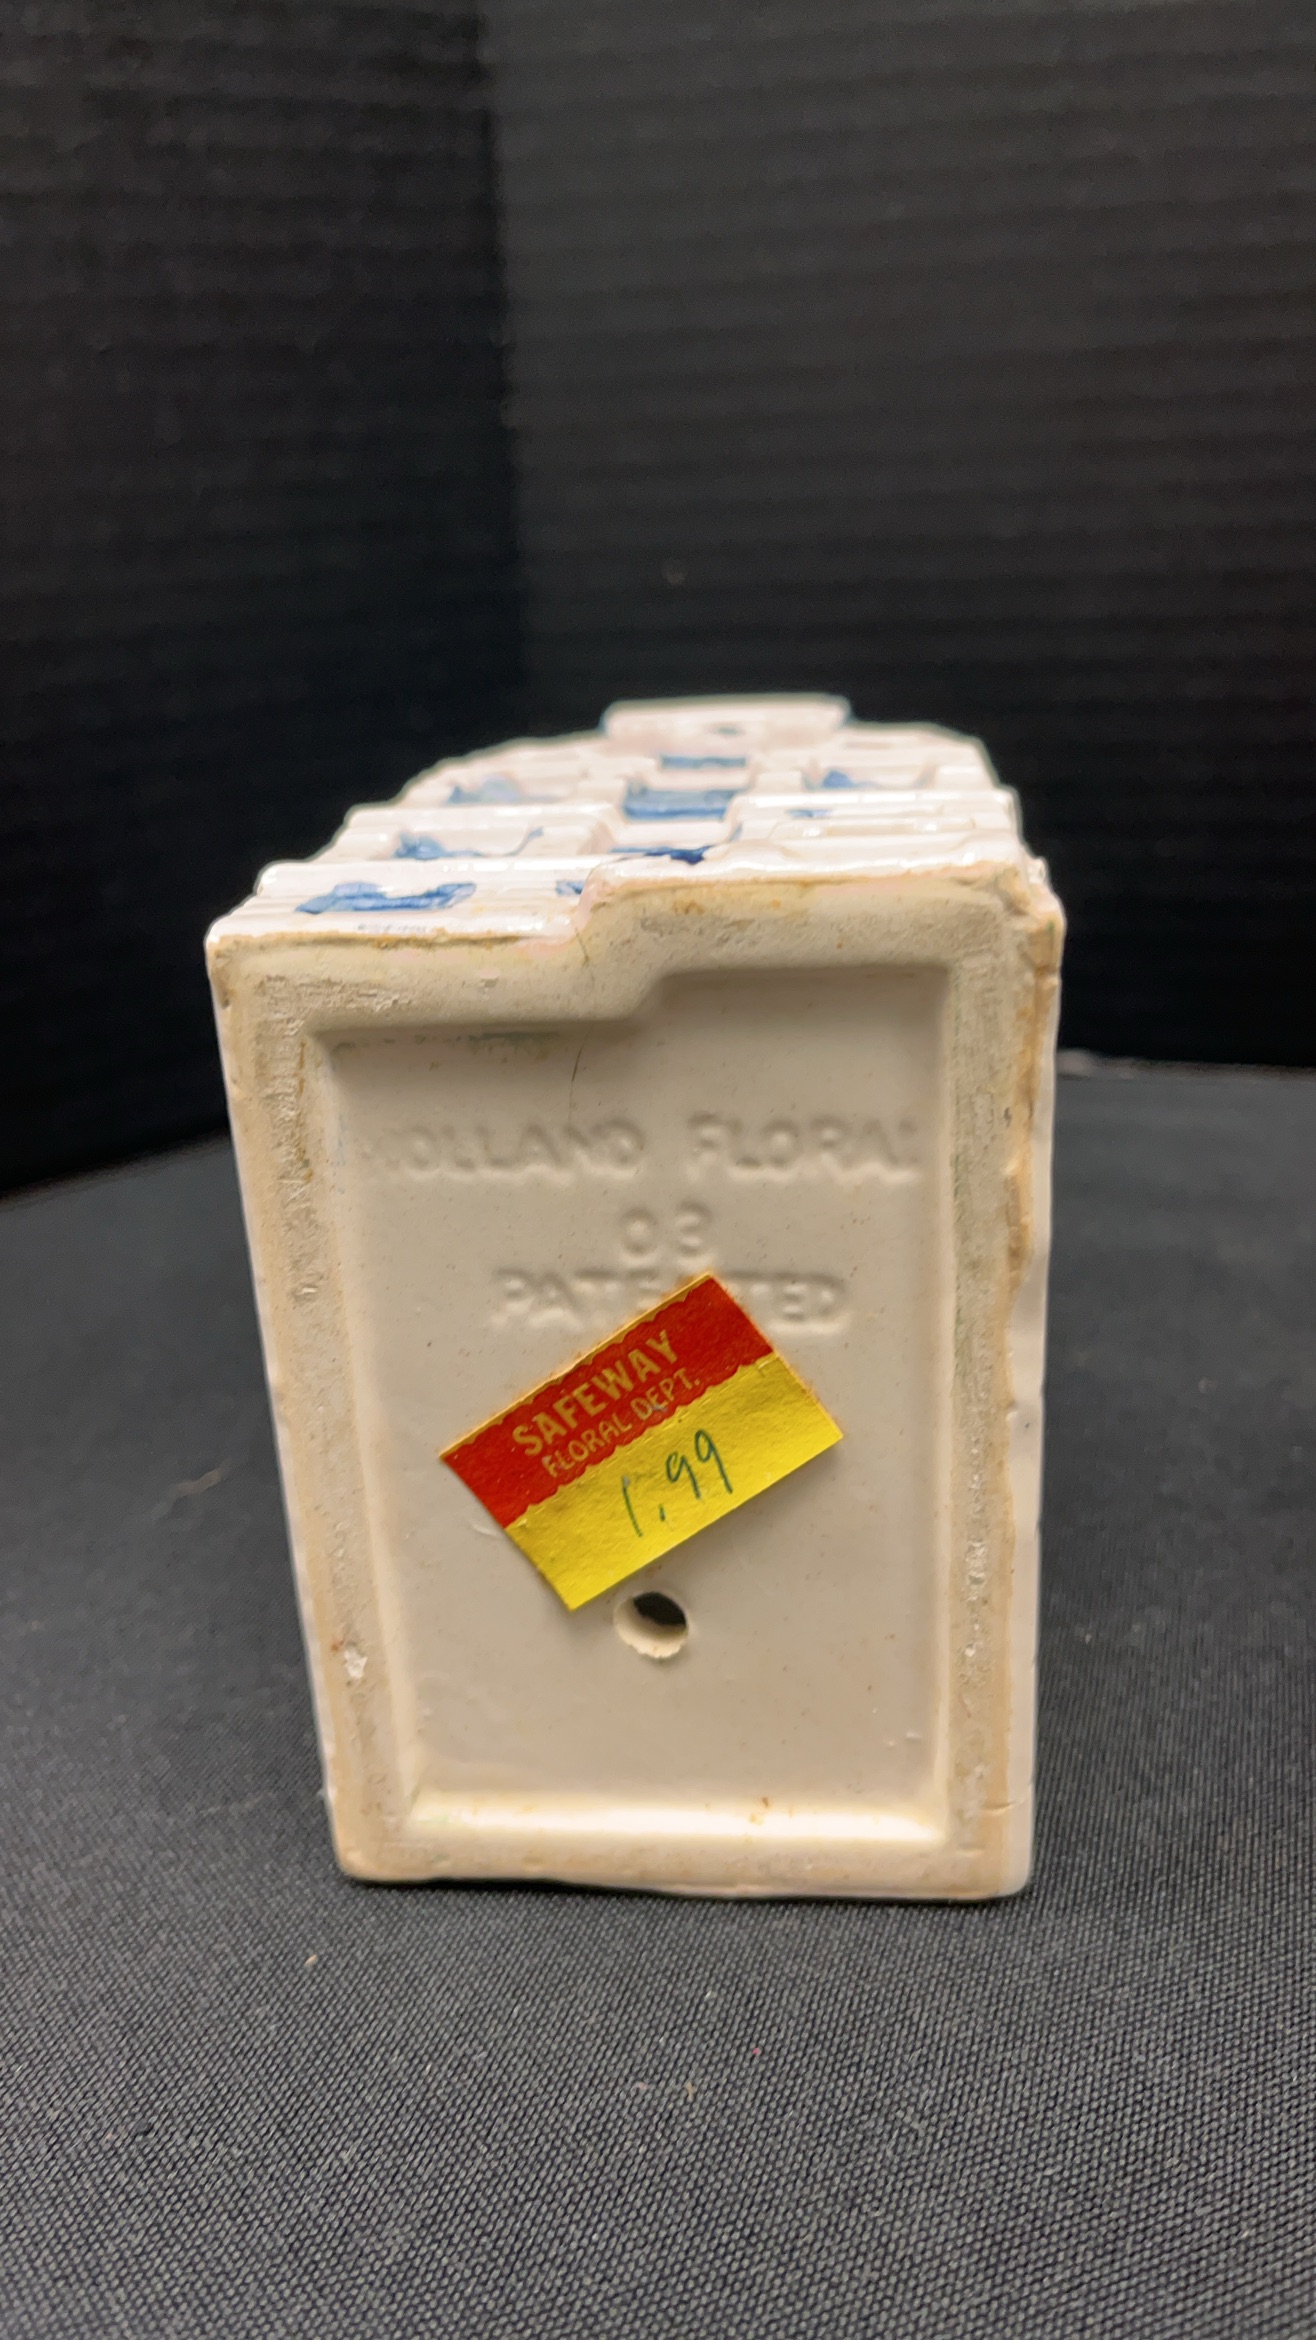 HOLLAND FLORAL
03
PATENTED
SAFEWAY
FLORAL DEPT.
1.99